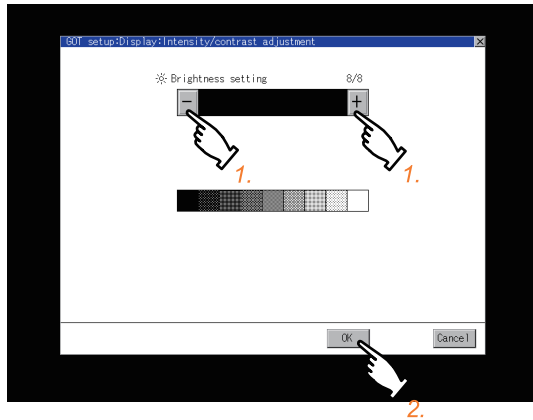 GOT setup:Display:Intensity/contrast adjustment X
Brightness setting 8/8
- +
1. 1.
OK Cancel
2.